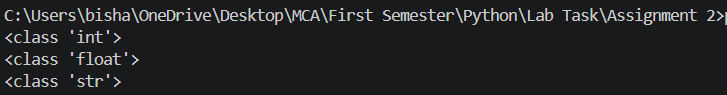 C:\Users\bisha\OneDrive\Desktop\MCA\First Semester\Python\Lab Task\Assignment 2>
<class 'int'>
<class 'float'>
<class 'str'>